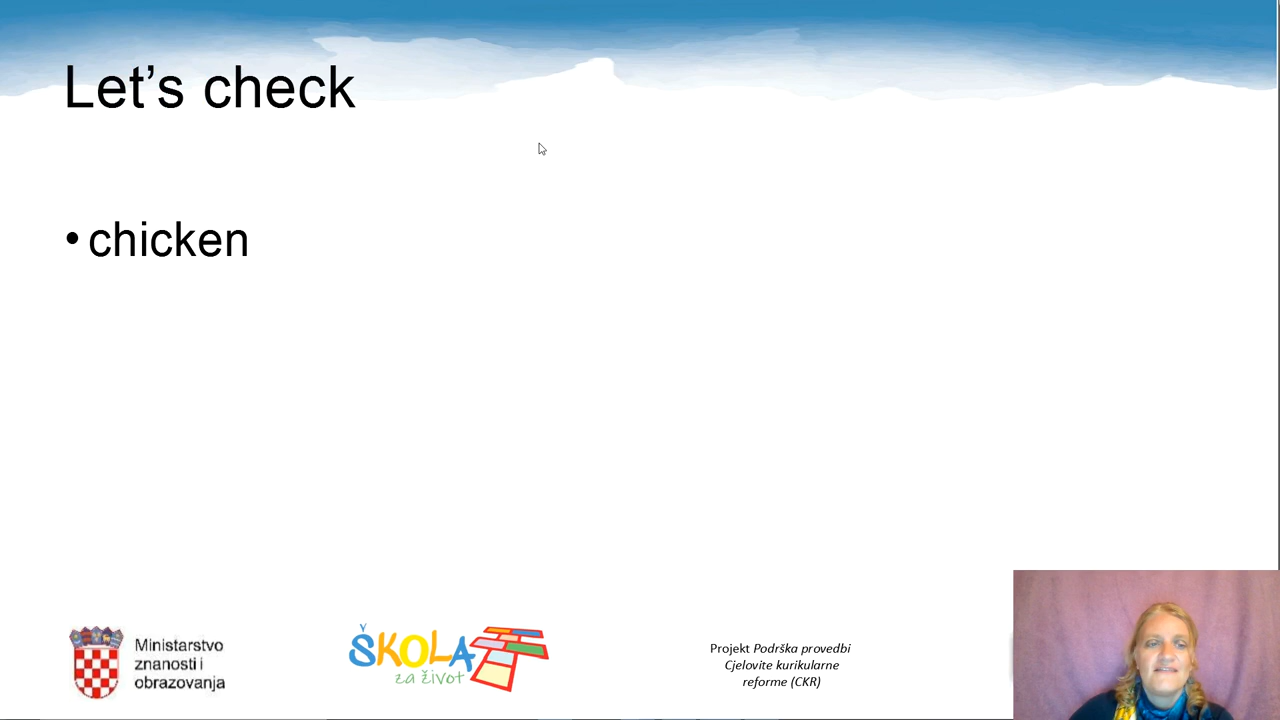 Let’s check
• chicken
Ministarstvo
znanosti i
obrazovanja
ŠKOLA
za život
Projekt Podrška provedbi
Cjelovite kurikularne
reforme (CKR)